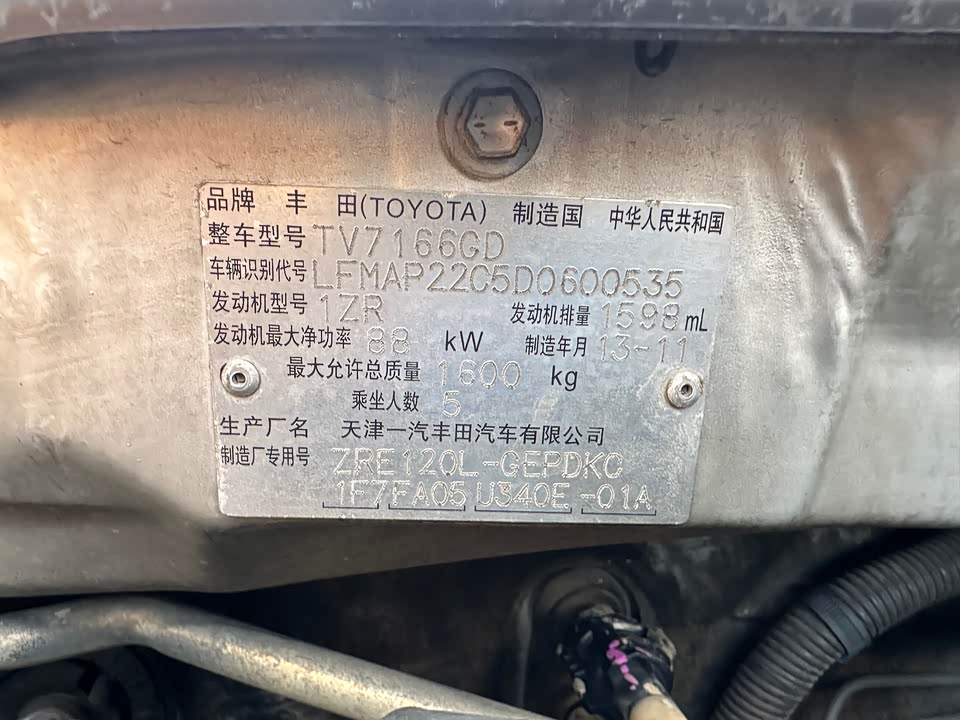 品牌 丰 田(TOYOTA) 制造国 中华人民共和国
整车型号 TV7166GD
车辆识别代号 LFMAP22C5D0600535
发动机型号 1ZR 发动机排量 1598 mL
发动机最大净功率 88 kW 制造年月 13-11
最大允许总质量 1600 kg
乘坐人数 5
生产厂名 天津一汽丰田汽车有限公司
制造厂专用号 ZRE120L-GEPDKC
1F7 FA05 U340E -01A